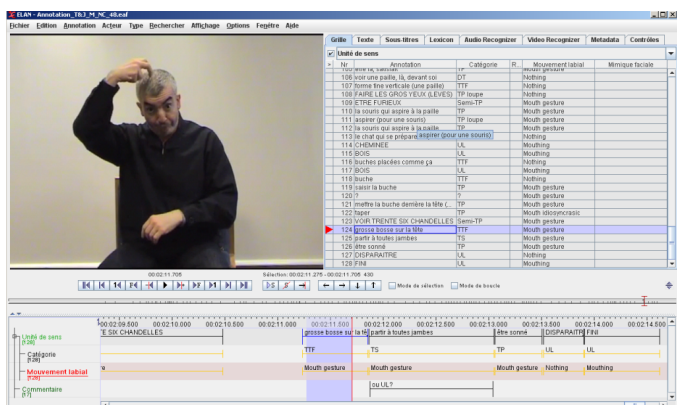 ELAN - Annotation_T&J_M_NC_48.eaf
Fichier Edition Annotation Acteur Type Rechercher Affichage Options Fenêtre Aide
Grille Texte Sous-titres Lexicon Audio Recognizer Video Recognizer Metadata Contrôles
Unité de sens
> Nr Annotation Catégorie R... Mouvement labial Mimique faciale
106 voir une paille, là, devant soi DT Nothing
107 forme fine verticale (une paille) TTF Nothing
108 FAIRE LES GROS YEUX (LEVES) TP loupe Mouth gesture
109 ETRE FURIEUX Semi-TP Mouth gesture
110 la souris qui aspire à la paille TP Mouth gesture
111 aspirer (pour une souris) TP loupe Mouth gesture
112 la souris qui aspire à la paille TP Mouth gesture
113 le chat qui se prépare aspirer (pour une souris) Nothing
114 CHEMINEE UL Mouthing
115 BOIS UL Mouthing
116 buches placées comme ça TTF Nothing
117 BOIS UL Mouthing
118 buche TTF Nothing
119 saisir la buche TP Mouth gesture
120 ? ? Mouth gesture
121 mettre la buche derrière la tête (... TP Mouth gesture
122 taper TP Mouth idiosyncrasic
123 VOIR TRENTE SIX CHANDELLES Semi-TP Mouth gesture
124 grosse bosse sur la tête TTF Mouth gesture
125 partir à toutes jambes TS Mouth gesture
126 être sonné TP Mouth gesture
127 DISPARAITRE UL Nothing
128 FINI UL Mouthing
00:02:11.705 Sélection: 00:02:11.275 - 00:02:11.705 430
Mode de sélection Mode de boucle
00:02:09.500 00:02:10.000 00:02:10.500 00:02:11.000 00:02:11.500 00:02:12.000 00:02:12.500 00:02:13.000 00:02:13.500 00:02:14.000 00:02:14.500
Unité de sens E SIX CHANDELLES grosse bosse sur la tê partir à toutes jambes être sonné DISPARAITR FINI
[128]
Catégorie TTF TS TP UL UL
[128]
Mouvement labial Mouth gesture Mouth gesture Mouth gesture Nothing Mouthing
Commentaire ou UL?
[17]